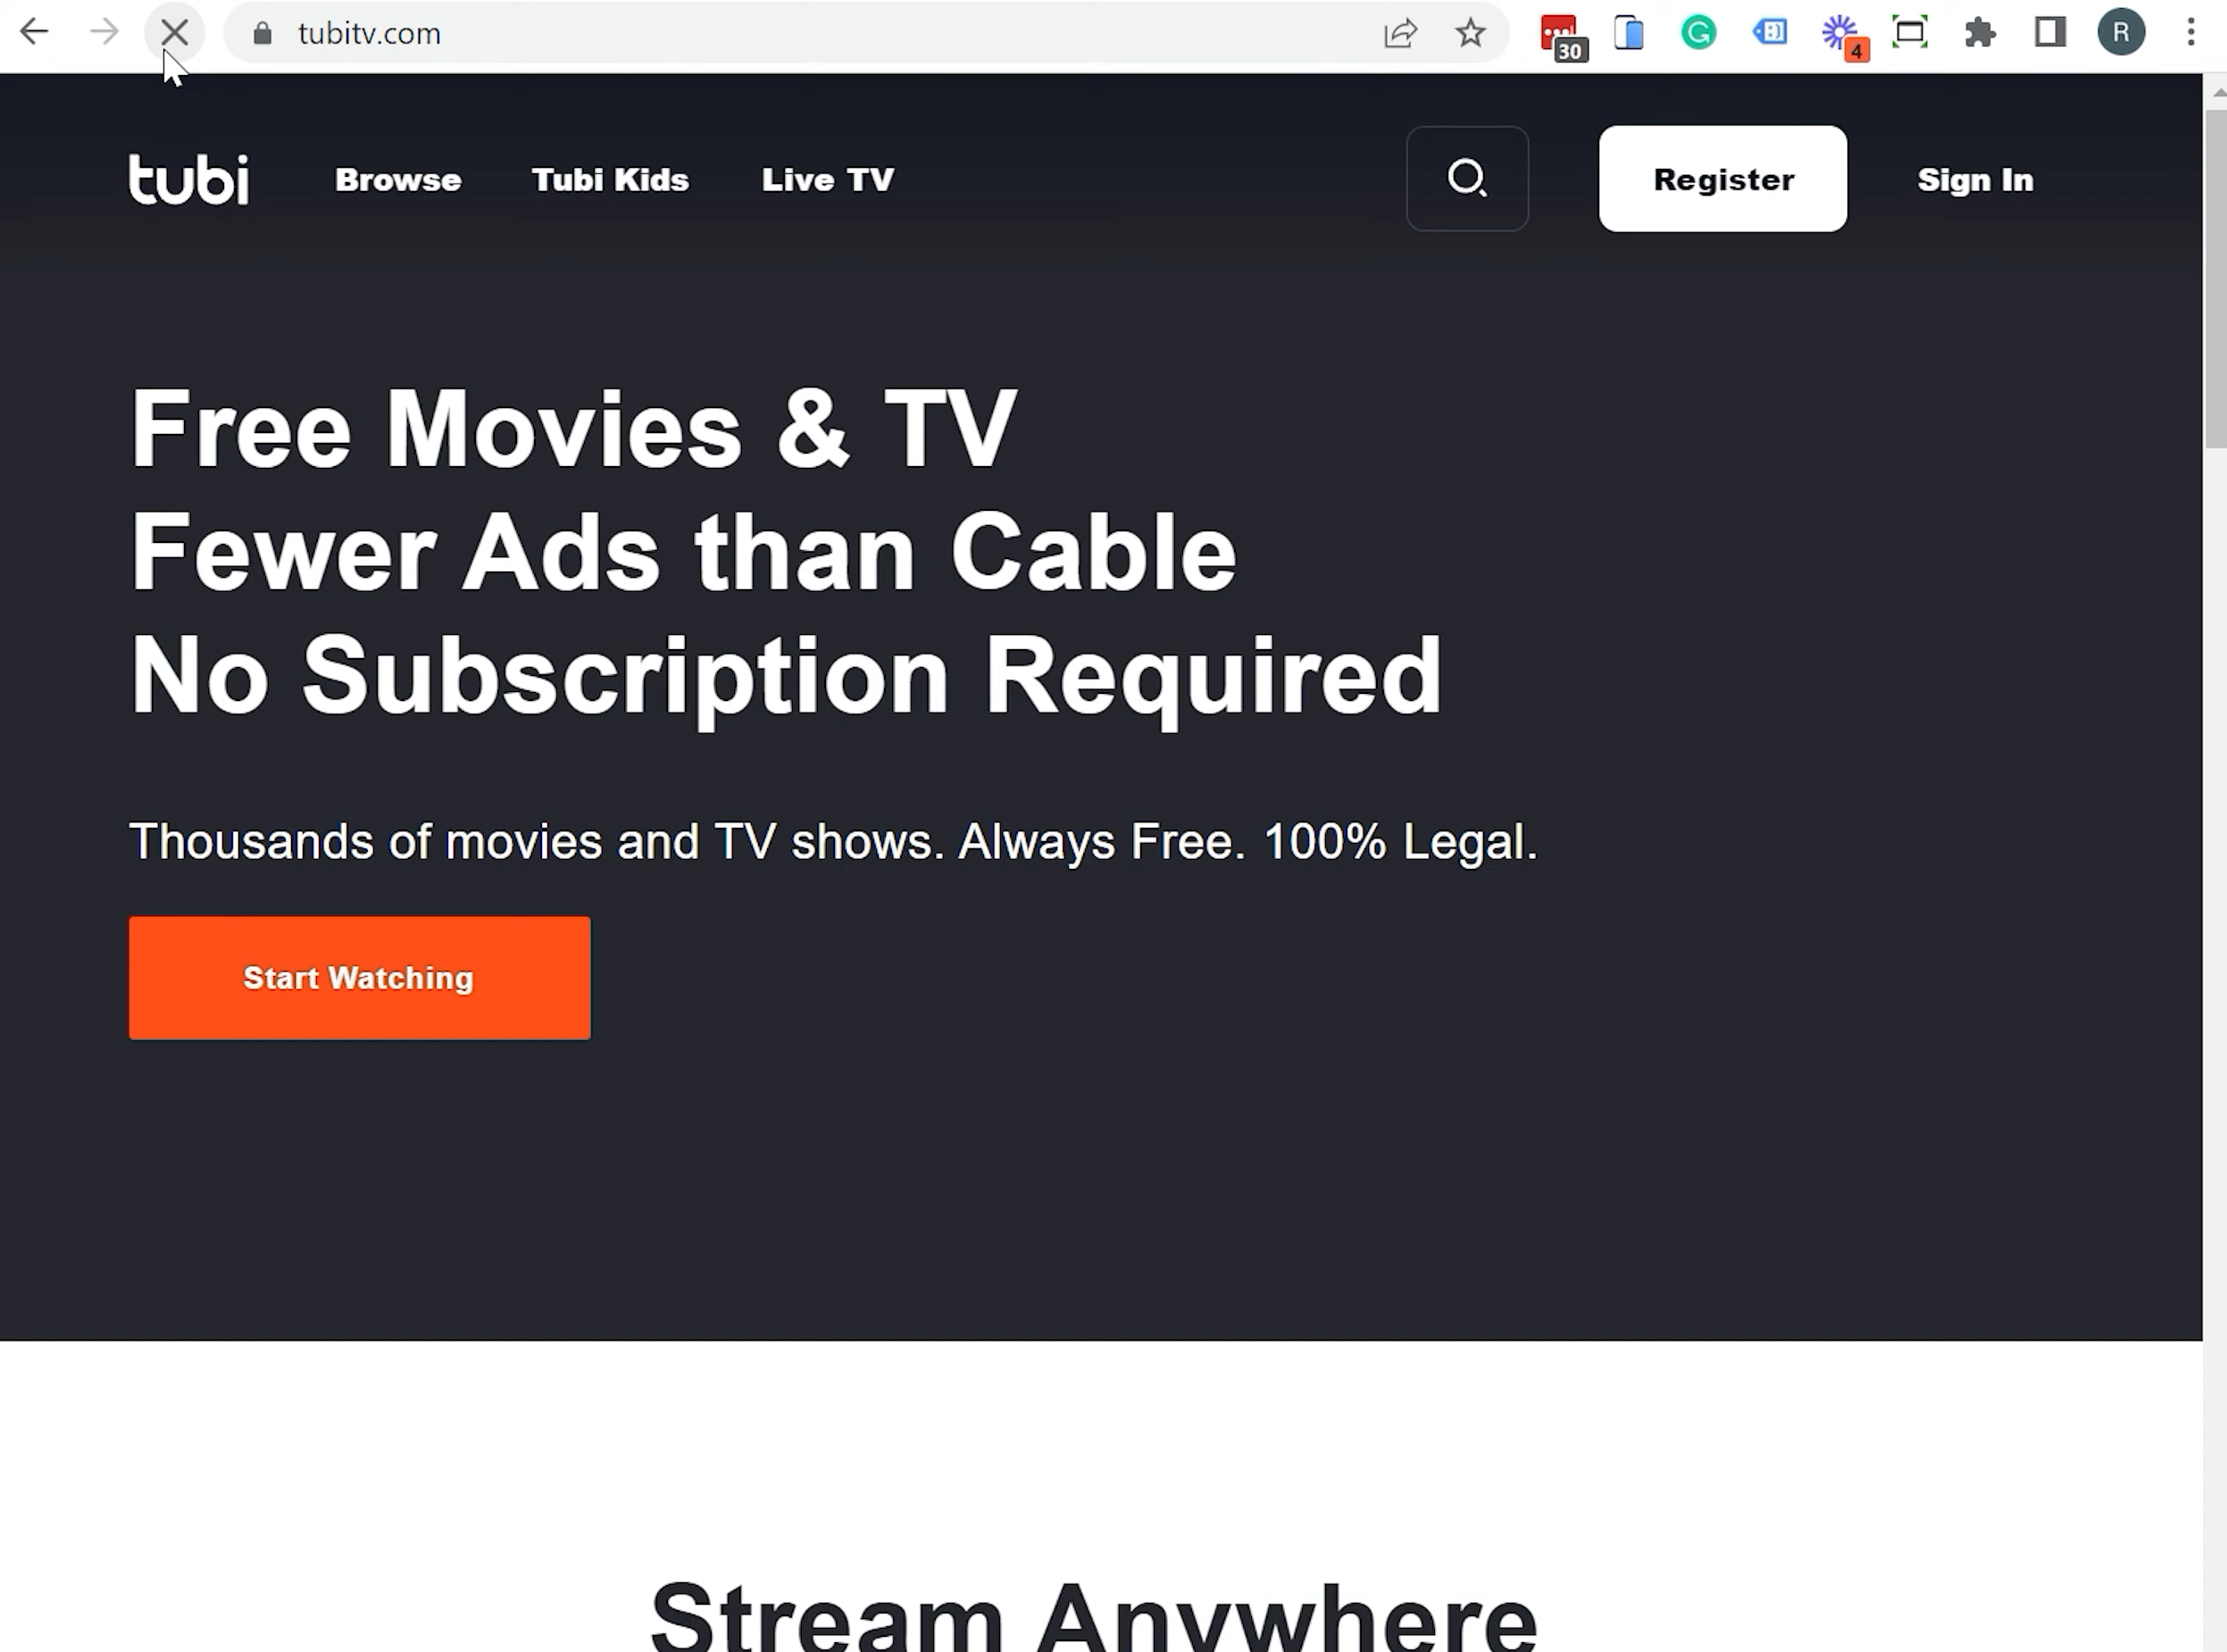 tubitv.com
30
4
R
tubi
Browse
Tubi Kids
Live TV
Register
Sign In
Free Movies & TV
Fewer Ads than Cable
No Subscription Required
Thousands of movies and TV shows. Always Free. 100% Legal.
Start Watching
Stream Anywhere